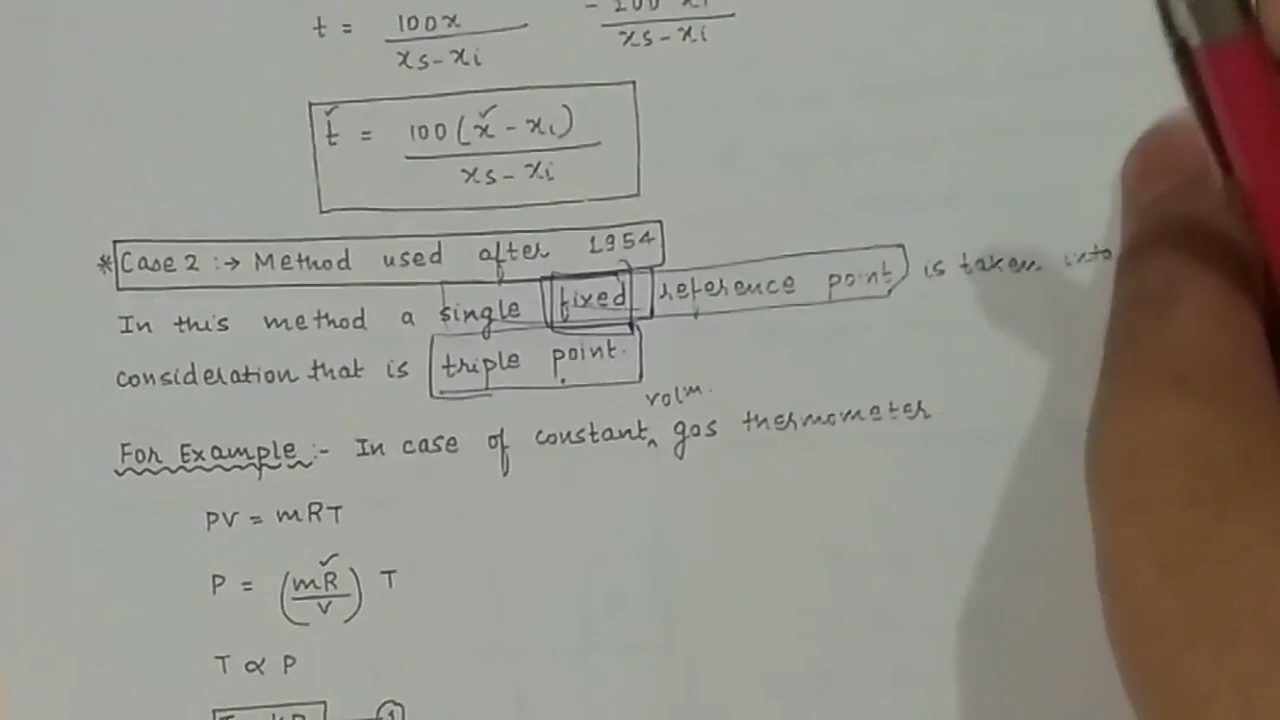 t = 100x / xs - xi - 100 xi / xs - xi
t = 100 (x - xi) / xs - xi
* Case 2 :→ Method used after 1954
In this method a single fixed reference point is taken into
consideration that is triple point.
volm.
For Example :- In case of constant ^ gas thermometer
PV = mRT
P = (mR / V) T
T ∝ P
1